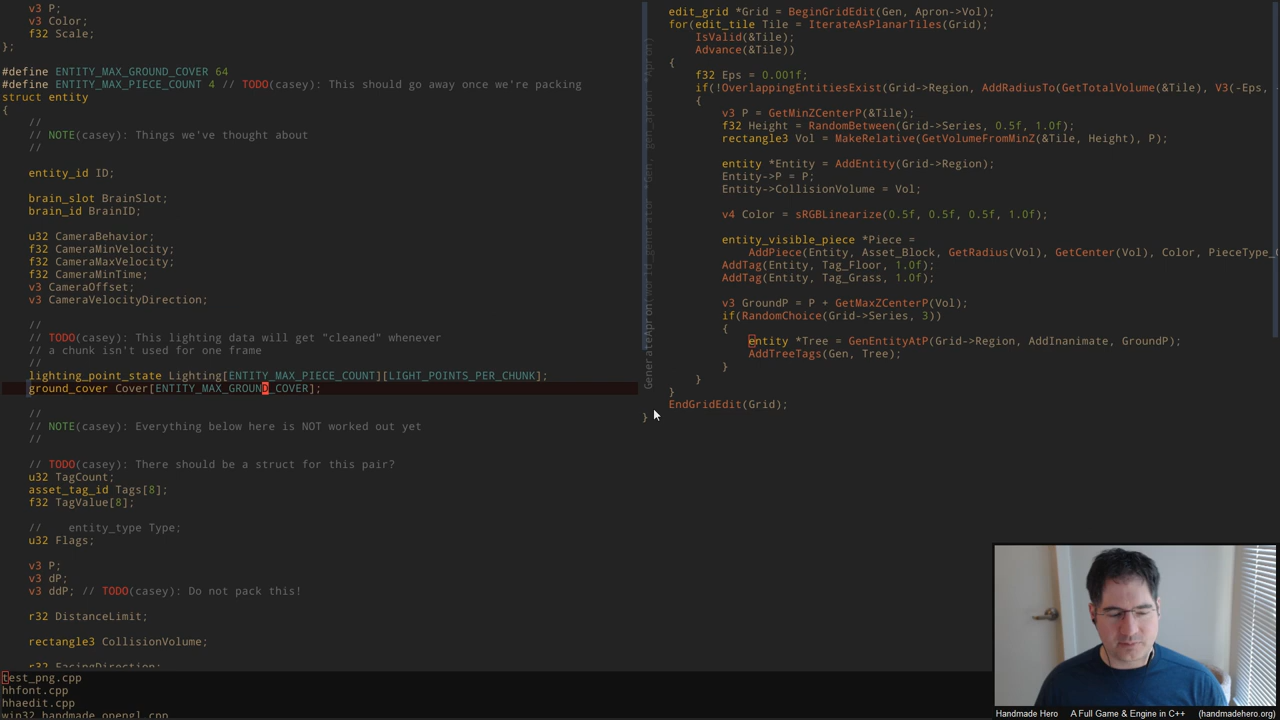 v3 P;
v3 Color;
f32 Scale;
};
#define ENTITY_MAX_GROUND_COVER 64
#define ENTITY_MAX_PIECE_COUNT 4 // TODO(casey): This should go away once we're packing
struct entity
{
//
// NOTE(casey): Things we've thought about
//
entity_id ID;
brain_slot BrainSlot;
brain_id BrainID;
u32 CameraBehavior;
f32 CameraMinVelocity;
f32 CameraMaxVelocity;
f32 CameraMinTime;
v3 CameraOffset;
v3 CameraVelocityDirection;
//
// TODO(casey): This lighting data will get "cleaned" whenever
// a chunk isn't used for one frame
//
lighting_point_state Lighting[ENTITY_MAX_PIECE_COUNT][LIGHT_POINTS_PER_CHUNK];
ground_cover Cover[ENTITY_MAX_GROUND_COVER];
//
// NOTE(casey): Everything below here is NOT worked out yet
//
// TODO(casey): There should be a struct for this pair?
u32 TagCount;
asset_tag_id Tags[8];
f32 TagValue[8];
// entity_type Type;
u32 Flags;
v3 P;
v3 dP;
v3 ddP; // TODO(casey): Do not pack this!
r32 DistanceLimit;
rectangle3 CollisionVolume;
r32 FacingDirection;
test_png.cpp
hhfont.cpp
hhaedit.cpp
win32_handmade_opengl.cpp
edit_grid *Grid = BeginGridEdit(Gen, Apron->Vol);
for(edit_tile Tile = IterateAsPlanarTiles(Grid);
IsValid(&Tile);
Advance(&Tile))
{
f32 Eps = 0.001f;
if(!OverlappingEntitiesExist(Grid->Region, AddRadiusTo(GetTotalVolume(&Tile), V3(-Eps,
{
v3 P = GetMinZCenterP(&Tile);
f32 Height = RandomBetween(Grid->Series, 0.5f, 1.0f);
rectangle3 Vol = MakeRelative(GetVolumeFromMinZ(&Tile, Height), P);
entity *Entity = AddEntity(Grid->Region);
Entity->P = P;
Entity->CollisionVolume = Vol;
v4 Color = sRGBLinearize(0.5f, 0.5f, 0.5f, 1.0f);
entity_visible_piece *Piece =
AddPiece(Entity, Asset_Block, GetRadius(Vol), GetCenter(Vol), Color, PieceType_
AddTag(Entity, Tag_Floor, 1.0f);
AddTag(Entity, Tag_Grass, 1.0f);
v3 GroundP = P + GetMaxZCenterP(Vol);
if(RandomChoice(Grid->Series, 3))
{
entity *Tree = GenEntityAtP(Grid->Region, AddInanimate, GroundP);
AddTreeTags(Gen, Tree);
}
}
}
EndGridEdit(Grid);
}
Handmade Hero A Full Game & Engine in C++ (handmadehero.org)